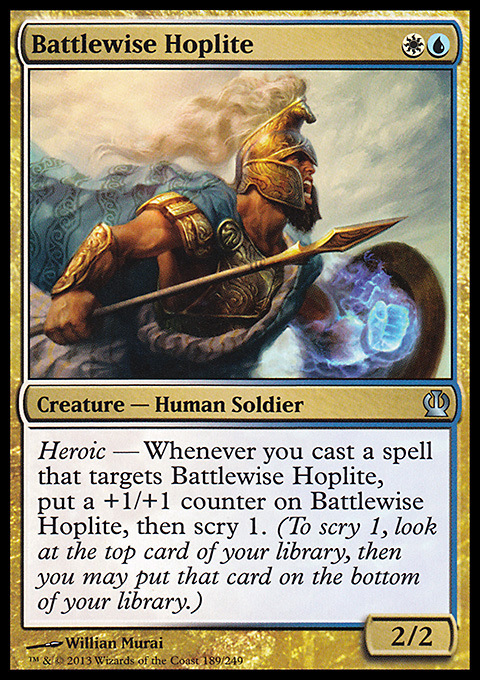 Battlewise Hoplite
Creature — Human Soldier
Heroic — Whenever you cast a spell
that targets Battlewise Hoplite,
put a +1/+1 counter on Battlewise
Hoplite, then scry 1. (To scry 1, look
at the top card of your library, then
you may put that card on the bottom
of your library.)
2/2
Willian Murai
™ & © 2013 Wizards of the Coast 189/249